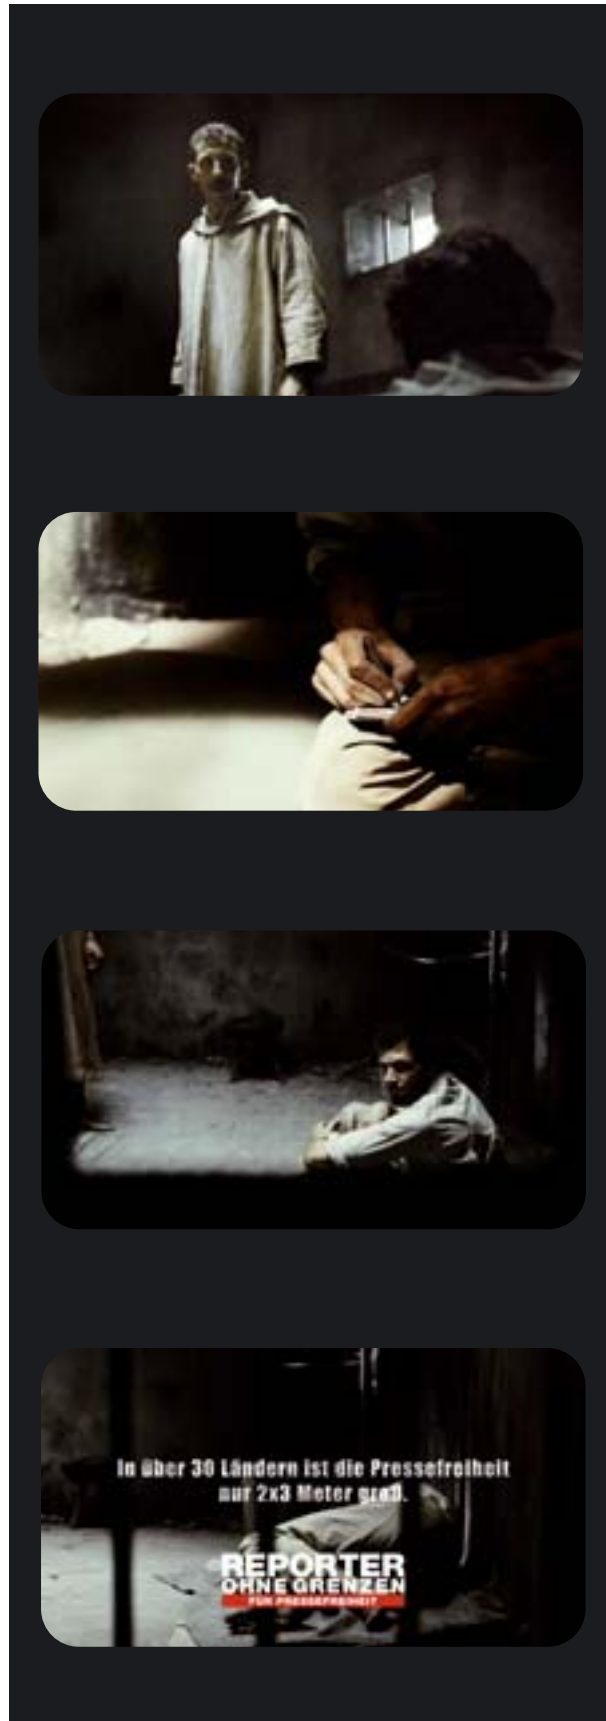 In über 30 Ländern ist die Pressefreiheit
nur 2x3 Meter groß.
REPORTER
OHNE GRENZEN
FÜR PRESSEFREIHEIT